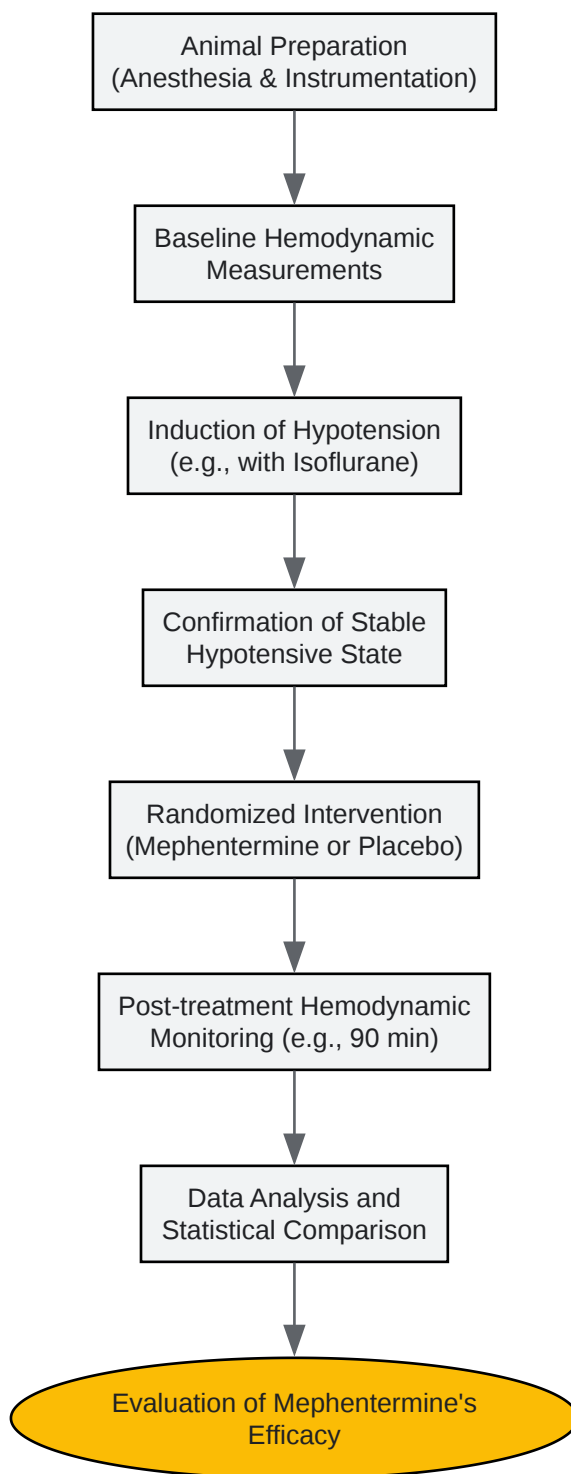 Animal Preparation
(Anesthesia & Instrumentation)
Baseline Hemodynamic
Measurements
Induction of Hypotension
(e.g., with Isoflurane)
Confirmation of Stable
Hypotensive State
Randomized Intervention
(Mephentermine or Placebo)
Post-treatment Hemodynamic
Monitoring (e.g., 90 min)
Data Analysis and
Statistical Comparison
Evaluation of Mephentermine's
Efficacy